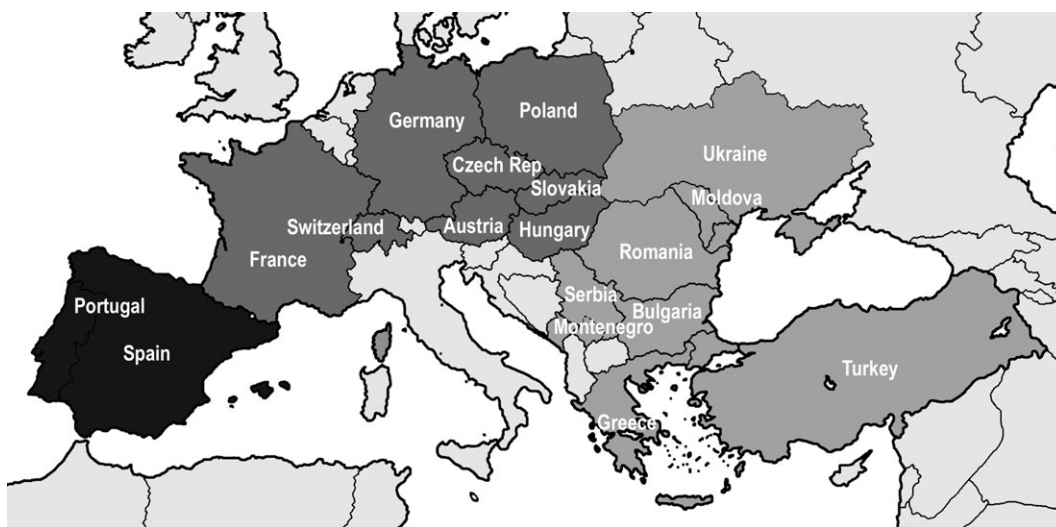 Germany
Poland
Czech Rep
Ukraine
Slovakia
Moldova
Switzerland
Austria
Hungary
France
Romania
Portugal
Serbia
Bulgaria
Montenegro
Spain
Turkey
Greece